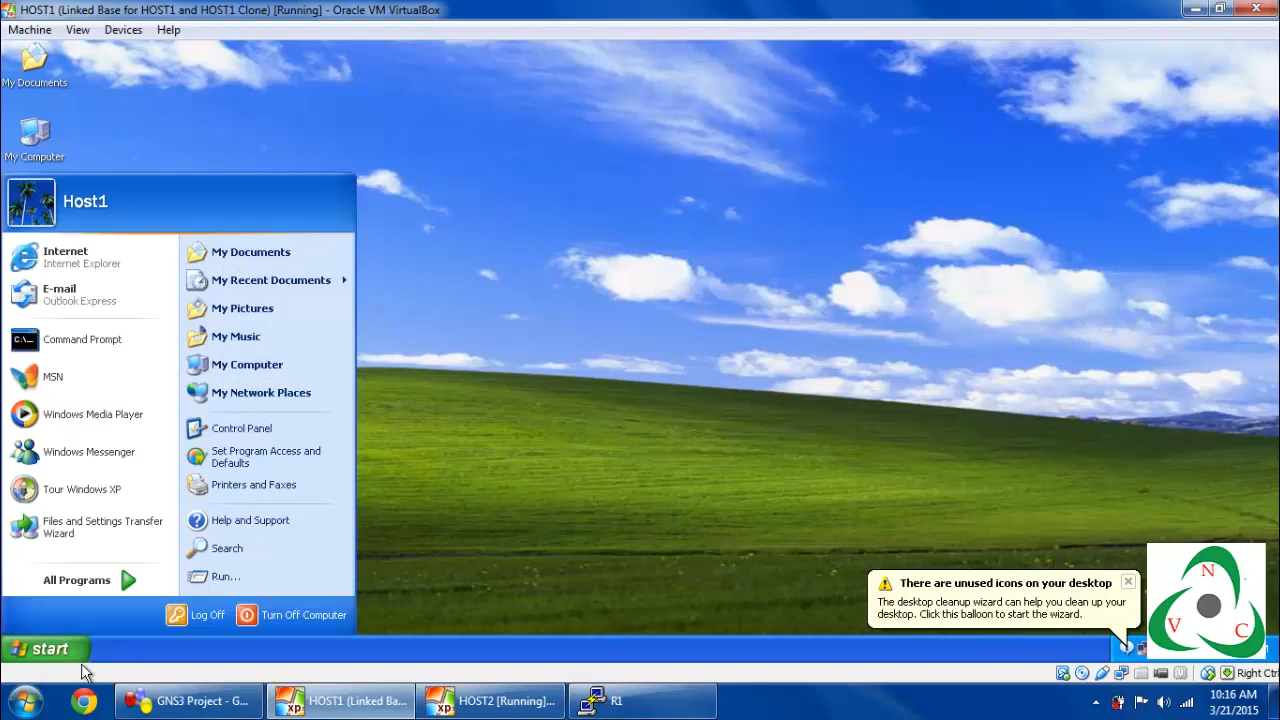 HOST1 (Linked Base for HOST1 and HOST1 Clone) [Running] - Oracle VM VirtualBox
Machine View Devices Help
My Documents
My Computer
Host1
Internet
Internet Explorer
E-mail
Outlook Express
Command Prompt
MSN
Windows Media Player
Windows Messenger
Tour Windows XP
Files and Settings Transfer
Wizard
All Programs
My Documents
My Recent Documents
My Pictures
My Music
My Computer
My Network Places
Control Panel
Set Program Access and
Defaults
Printers and Faxes
Help and Support
Search
Run...
Log Off
Turn Off Computer
There are unused icons on your desktop
The desktop cleanup wizard can help you clean up your
desktop. Click this balloon to start the wizard.
N
V C
start
Right Ctrl
GNS3 Project - G...
HOST1 (Linked Ba...
HOST2 [Running]...
R1
10:16 AM
3/21/2015